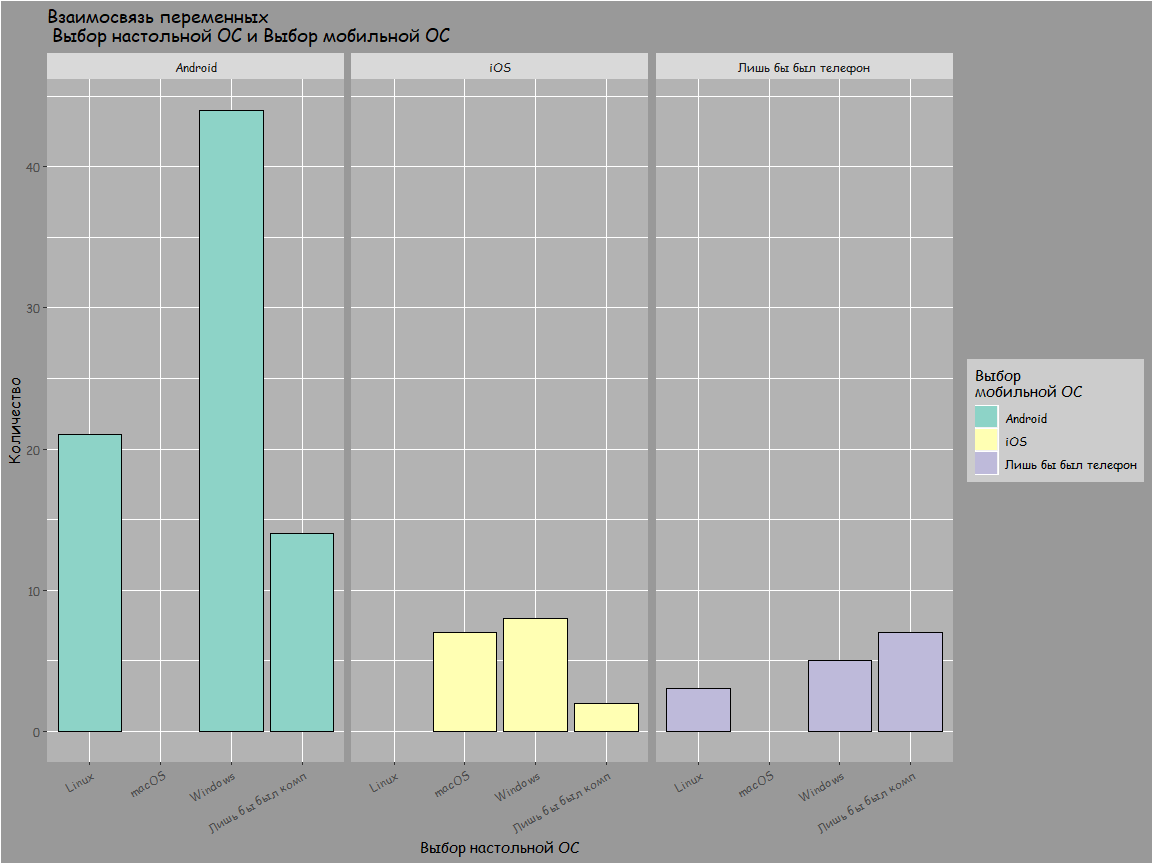 Взаимосвязь переменных
Выбор настольной ОС и Выбор мобильной ОС
Android
iOS
Лишь бы был телефон
Количество
40
30
20
10
0
Linux
macOS
Windows
Лишь бы был комп
Linux
macOS
Windows
Лишь бы был комп
Linux
macOS
Windows
Лишь бы был комп
Выбор настольной ОС
Выбор
мобильной ОС
Android
iOS
Лишь бы был телефон